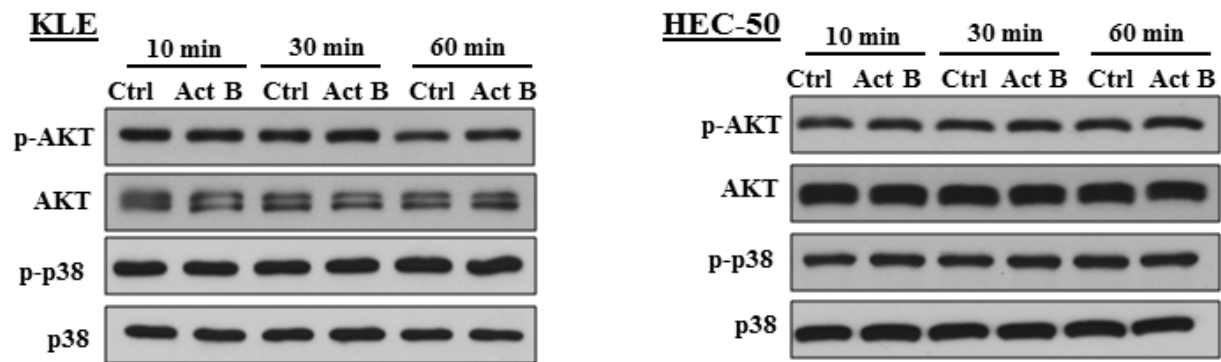 KLE
10 min 30 min 60 min
Ctrl Act B Ctrl Act B Ctrl Act B
p-AKT
AKT
p-p38
p38
HEC-50
10 min 30 min 60 min
Ctrl Act B Ctrl Act B Ctrl Act B
p-AKT
AKT
p-p38
p38